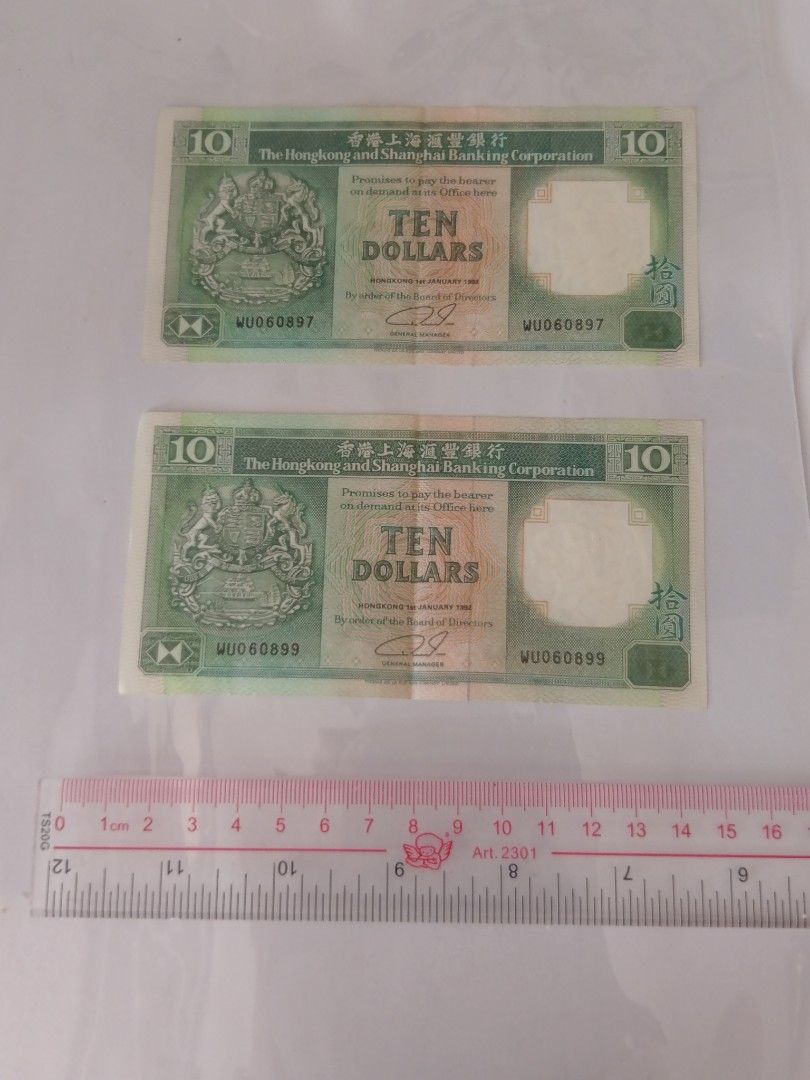 10 香港上海滙豐銀行 10
The Hongkong and Shanghai Banking Corporation
Promises to pay the bearer
on demand at its Office here
TEN
DOLLARS
HONGKONG 1st JANUARY 1992
By order of the Board of Directors
拾圓
WU060897 WU060897
GENERAL MANAGER
10 香港上海滙豐銀行 10
The Hongkong and Shanghai Banking Corporation
Promises to pay the bearer
on demand at its Office here
TEN
DOLLARS
HONGKONG 1st JANUARY 1992
By order of the Board of Directors
拾圓
WU060899 WU060899
GENERAL MANAGER
TS20G
0 1cm 2 3 4 5 6 7 8 9 10 11 12 13 14 15 16
Art. 2301
12 11 10 9 8 7 6